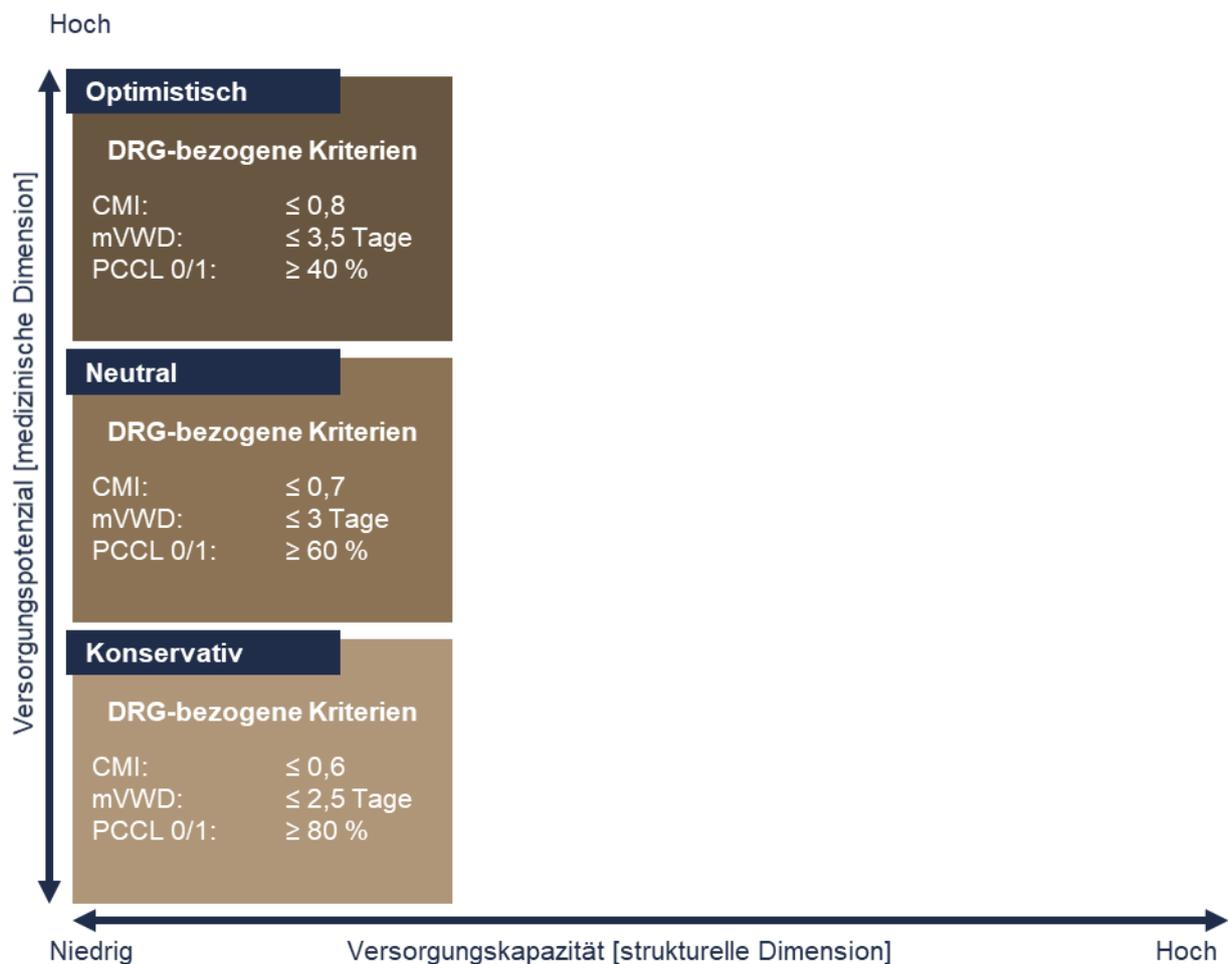 Hoch
Versorgungspotenzial [medizinische Dimension]
Optimistisch
DRG-bezogene Kriterien
CMI: ≤ 0,8
mVWD: ≤ 3,5 Tage
PCCL 0/1: ≥ 40 %
Neutral
DRG-bezogene Kriterien
CMI: ≤ 0,7
mVWD: ≤ 3 Tage
PCCL 0/1: ≥ 60 %
Konservativ
DRG-bezogene Kriterien
CMI: ≤ 0,6
mVWD: ≤ 2,5 Tage
PCCL 0/1: ≥ 80 %
Niedrig Versorgungskapazität [strukturelle Dimension] Hoch